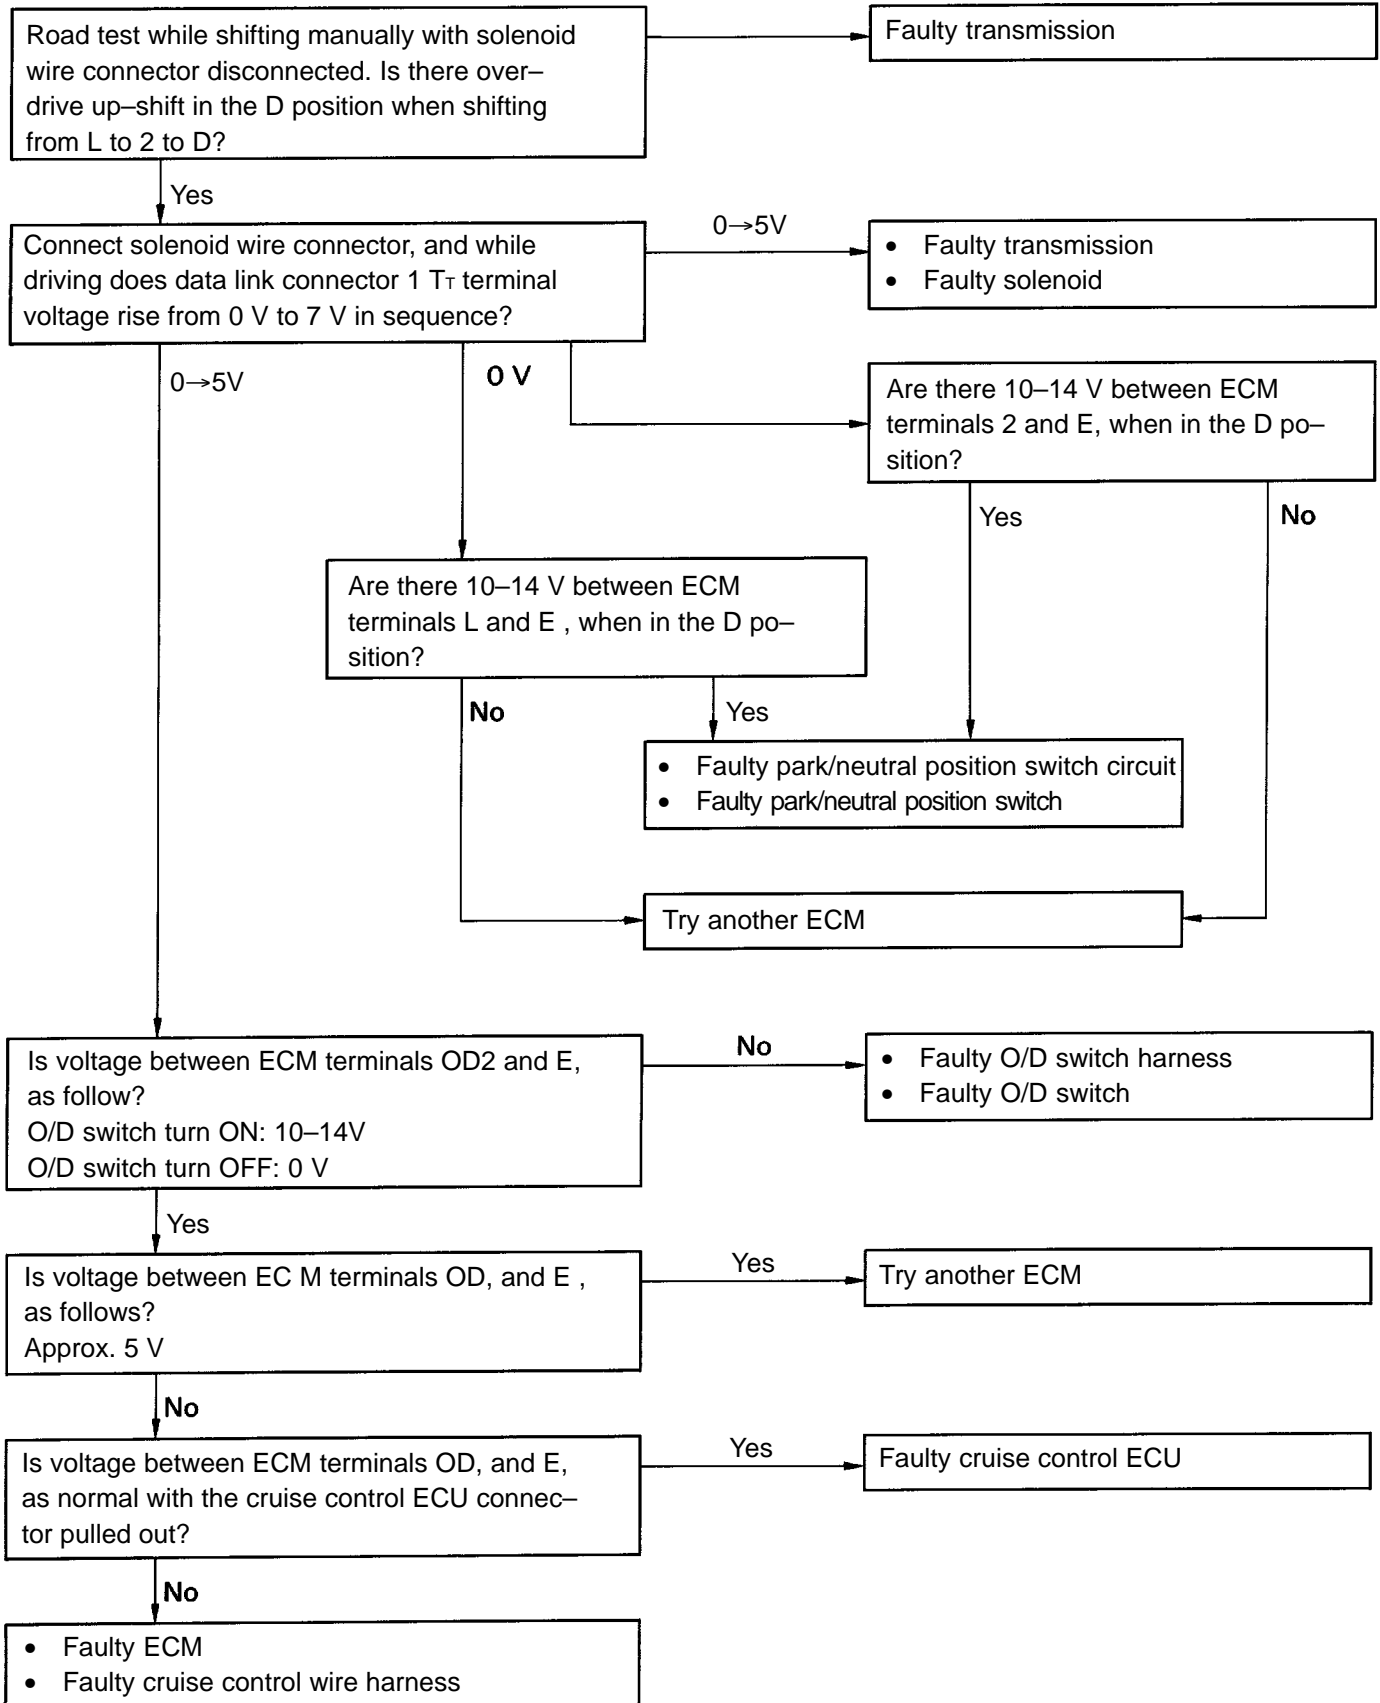 Road test while shifting manually with solenoid
wire connector disconnected. Is there over–
drive up–shift in the D position when shifting
from L to 2 to D?
Faulty transmission
Yes
Connect solenoid wire connector, and while
driving does data link connector 1 TT terminal
voltage rise from 0 V to 7 V in sequence?
0→5V
• Faulty transmission
• Faulty solenoid
0→5V
0 V
Are there 10–14 V between ECM
terminals 2 and E, when in the D po–
sition?
Yes
No
Are there 10–14 V between ECM
terminals L and E , when in the D po–
sition?
No
Yes
• Faulty park/neutral position switch circuit
• Faulty park/neutral position switch
Try another ECM
Is voltage between ECM terminals OD2 and E,
as follow?
O/D switch turn ON: 10–14V
O/D switch turn OFF: 0 V
No
• Faulty O/D switch harness
• Faulty O/D switch
Yes
Is voltage between EC M terminals OD, and E ,
as follows?
Approx. 5 V
Yes
Try another ECM
No
Is voltage between ECM terminals OD, and E,
as normal with the cruise control ECU connec–
tor pulled out?
Yes
Faulty cruise control ECU
No
• Faulty ECM
• Faulty cruise control wire harness